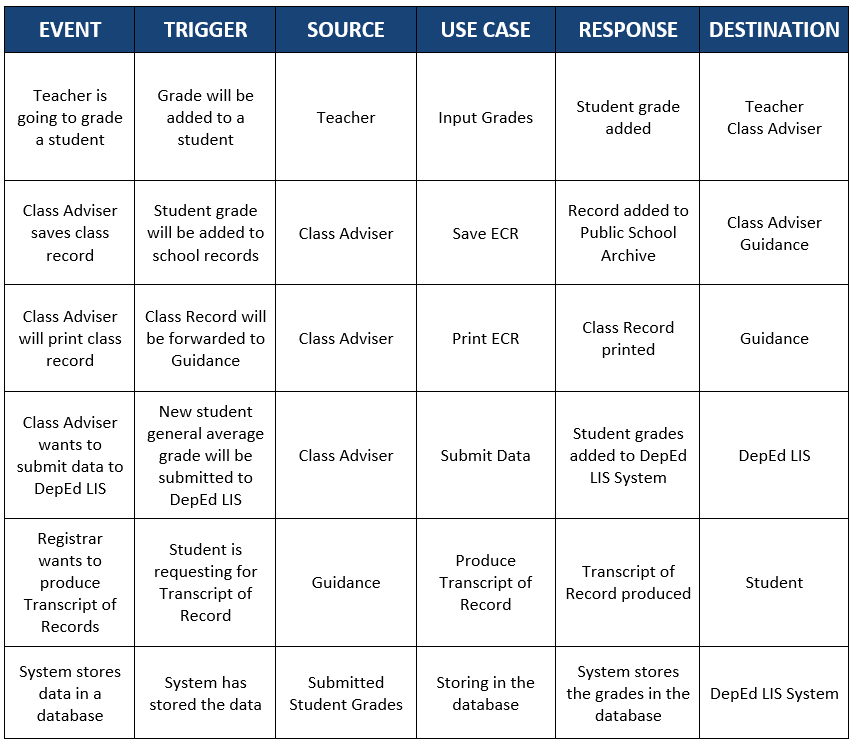 EVENT
TRIGGER
SOURCE
USE CASE
RESPONSE
DESTINATION
Teacher is
going to grade
a student
Grade will be
added to a
student
Teacher
Input Grades
Student grade
added
Teacher
Class Adviser
Class Adviser
saves class
record
Student grade
will be added to
school records
Class Adviser
Save ECR
Record added to
Public School
Archive
Class Adviser
Guidance
Class Adviser
will print class
record
Class Record will
be forwarded to
Guidance
Class Adviser
Print ECR
Class Record
printed
Guidance
Class Adviser
wants to
submit data to
DepEd LIS
New student
general average
grade will be
submitted to
DepEd LIS
Class Adviser
Submit Data
Student grades
added to DepEd
LIS System
DepEd LIS
Registrar
wants to
produce
Transcript of
Records
Student is
requesting for
Transcript of
Record
Guidance
Produce
Transcript of
Record
Transcript of
Record produced
Student
System stores
data in a
database
System has
stored the data
Submitted
Student Grades
Storing in the
database
System stores
the grades in the
database
DepEd LIS System